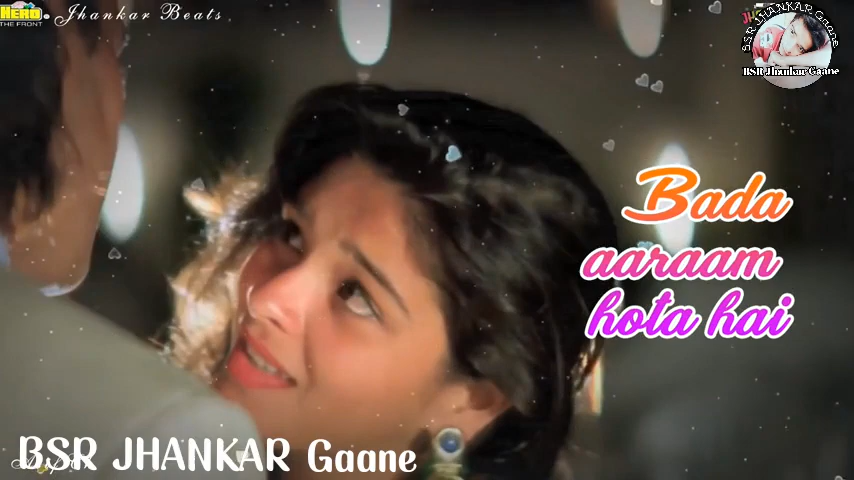 HERO
THE FRONT
Jhankar Beats
BSR JHANKAR Gaane
BSR Jhankar Gaane
Bada
aaraam
hota hai
BSR JHANKAR Gaane